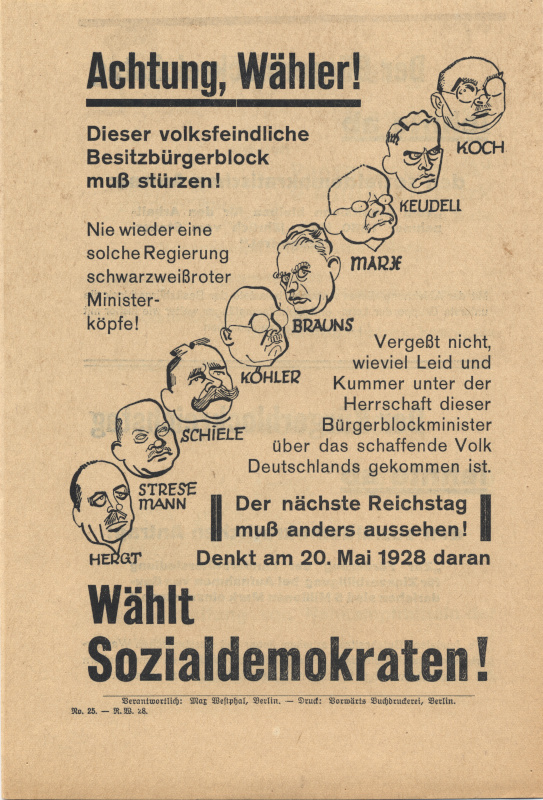 Achtung, Wähler!
Dieser volksfeindliche
Besitzbürgerblock
muß stürzen!
Nie wieder eine
solche Regierung
schwarzweißroter
Minister-
köpfe!
KOCH
KEUDELL
MARX
BRAUNS
KÖHLER
SCHIELE
STRESE
MANN
HERGT
Vergeßt nicht,
wieviel Leid und
Kummer unter der
Herrschaft dieser
Bürgerblockminister
über das schaffende Volk
Deutschlands gekommen ist.
Der nächste Reichstag
muß anders aussehen!
Denkt am 20. Mai 1928 daran
Wählt
Sozialdemokraten!
Verantwortlich: Max Westphal, Berlin. — Druck: Vorwärts Buchdruckerei, Berlin.
No. 25. — R. W. 28.